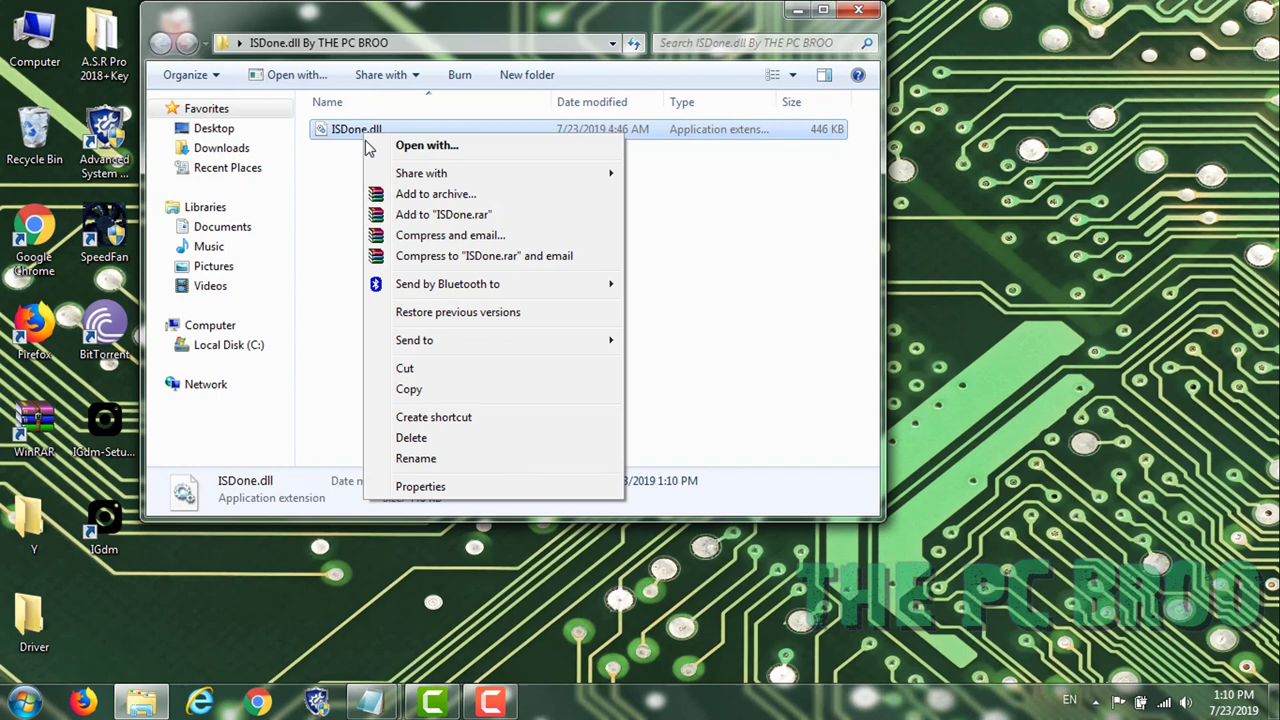 ISDone.dll By THE PC BROO
Search ISDone.dll By THE PC BROO
Organize
Open with...
Share with
Burn
New folder
Favorites
Desktop
Downloads
Recent Places
Libraries
Documents
Music
Pictures
Videos
Computer
Local Disk (C:)
Network
Name
Date modified
Type
Size
ISDone.dll
7/23/2019 4:46 AM
Application extens...
446 KB
Open with...
Share with
Add to archive...
Add to "ISDone.rar"
Compress and email...
Compress to "ISDone.rar" and email
Send by Bluetooth to
Restore previous versions
Send to
Cut
Copy
Create shortcut
Delete
Rename
Properties
ISDone.dll
Application extension
Computer
A.S.R Pro
2018+Key
Recycle Bin
Advanced
System ...
Google
Chrome
SpeedFan
Firefox
BitTorrent
WinRAR
IGdm-Setu...
Y
IGdm
Driver
THE PC BROO
EN
1:10 PM
7/23/2019